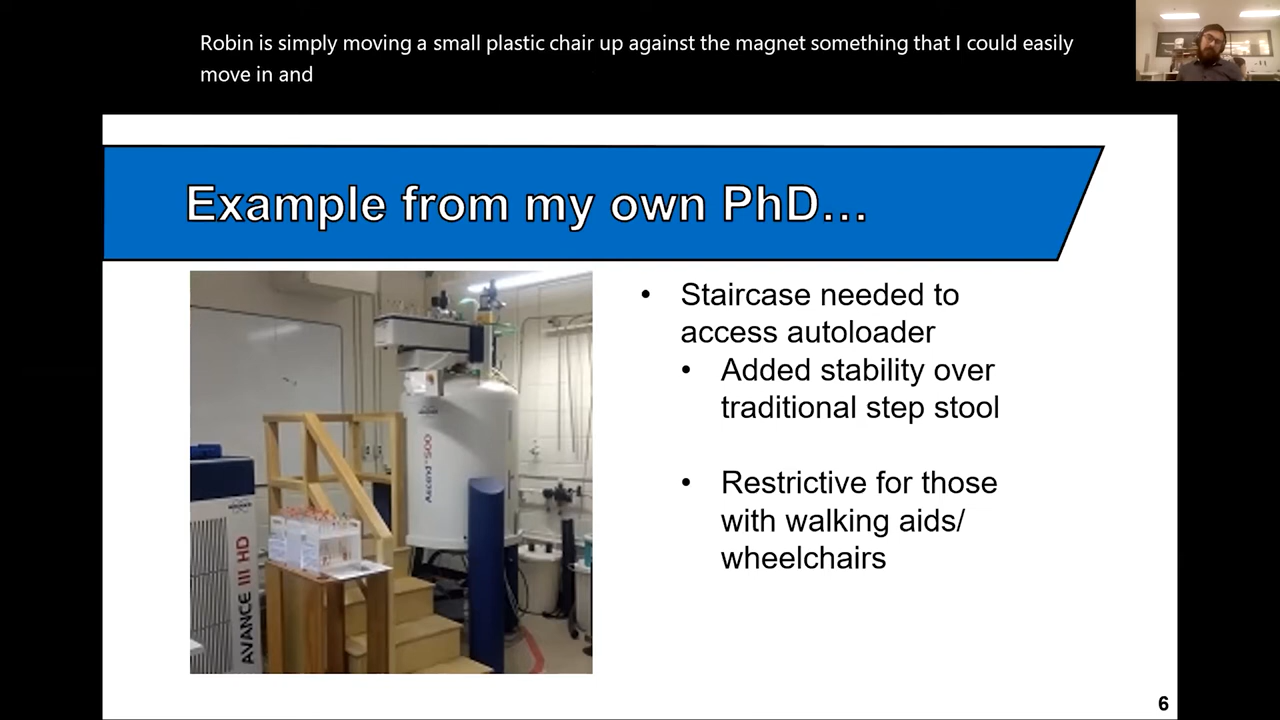 Robin is simply moving a small plastic chair up against the magnet something that I could easily
move in and
Example from my own PhD...
• Staircase needed to
access autoloader
• Added stability over
traditional step stool
• Restrictive for those
with walking aids/
wheelchairs
Ascend 500
AVANCE III HD
6